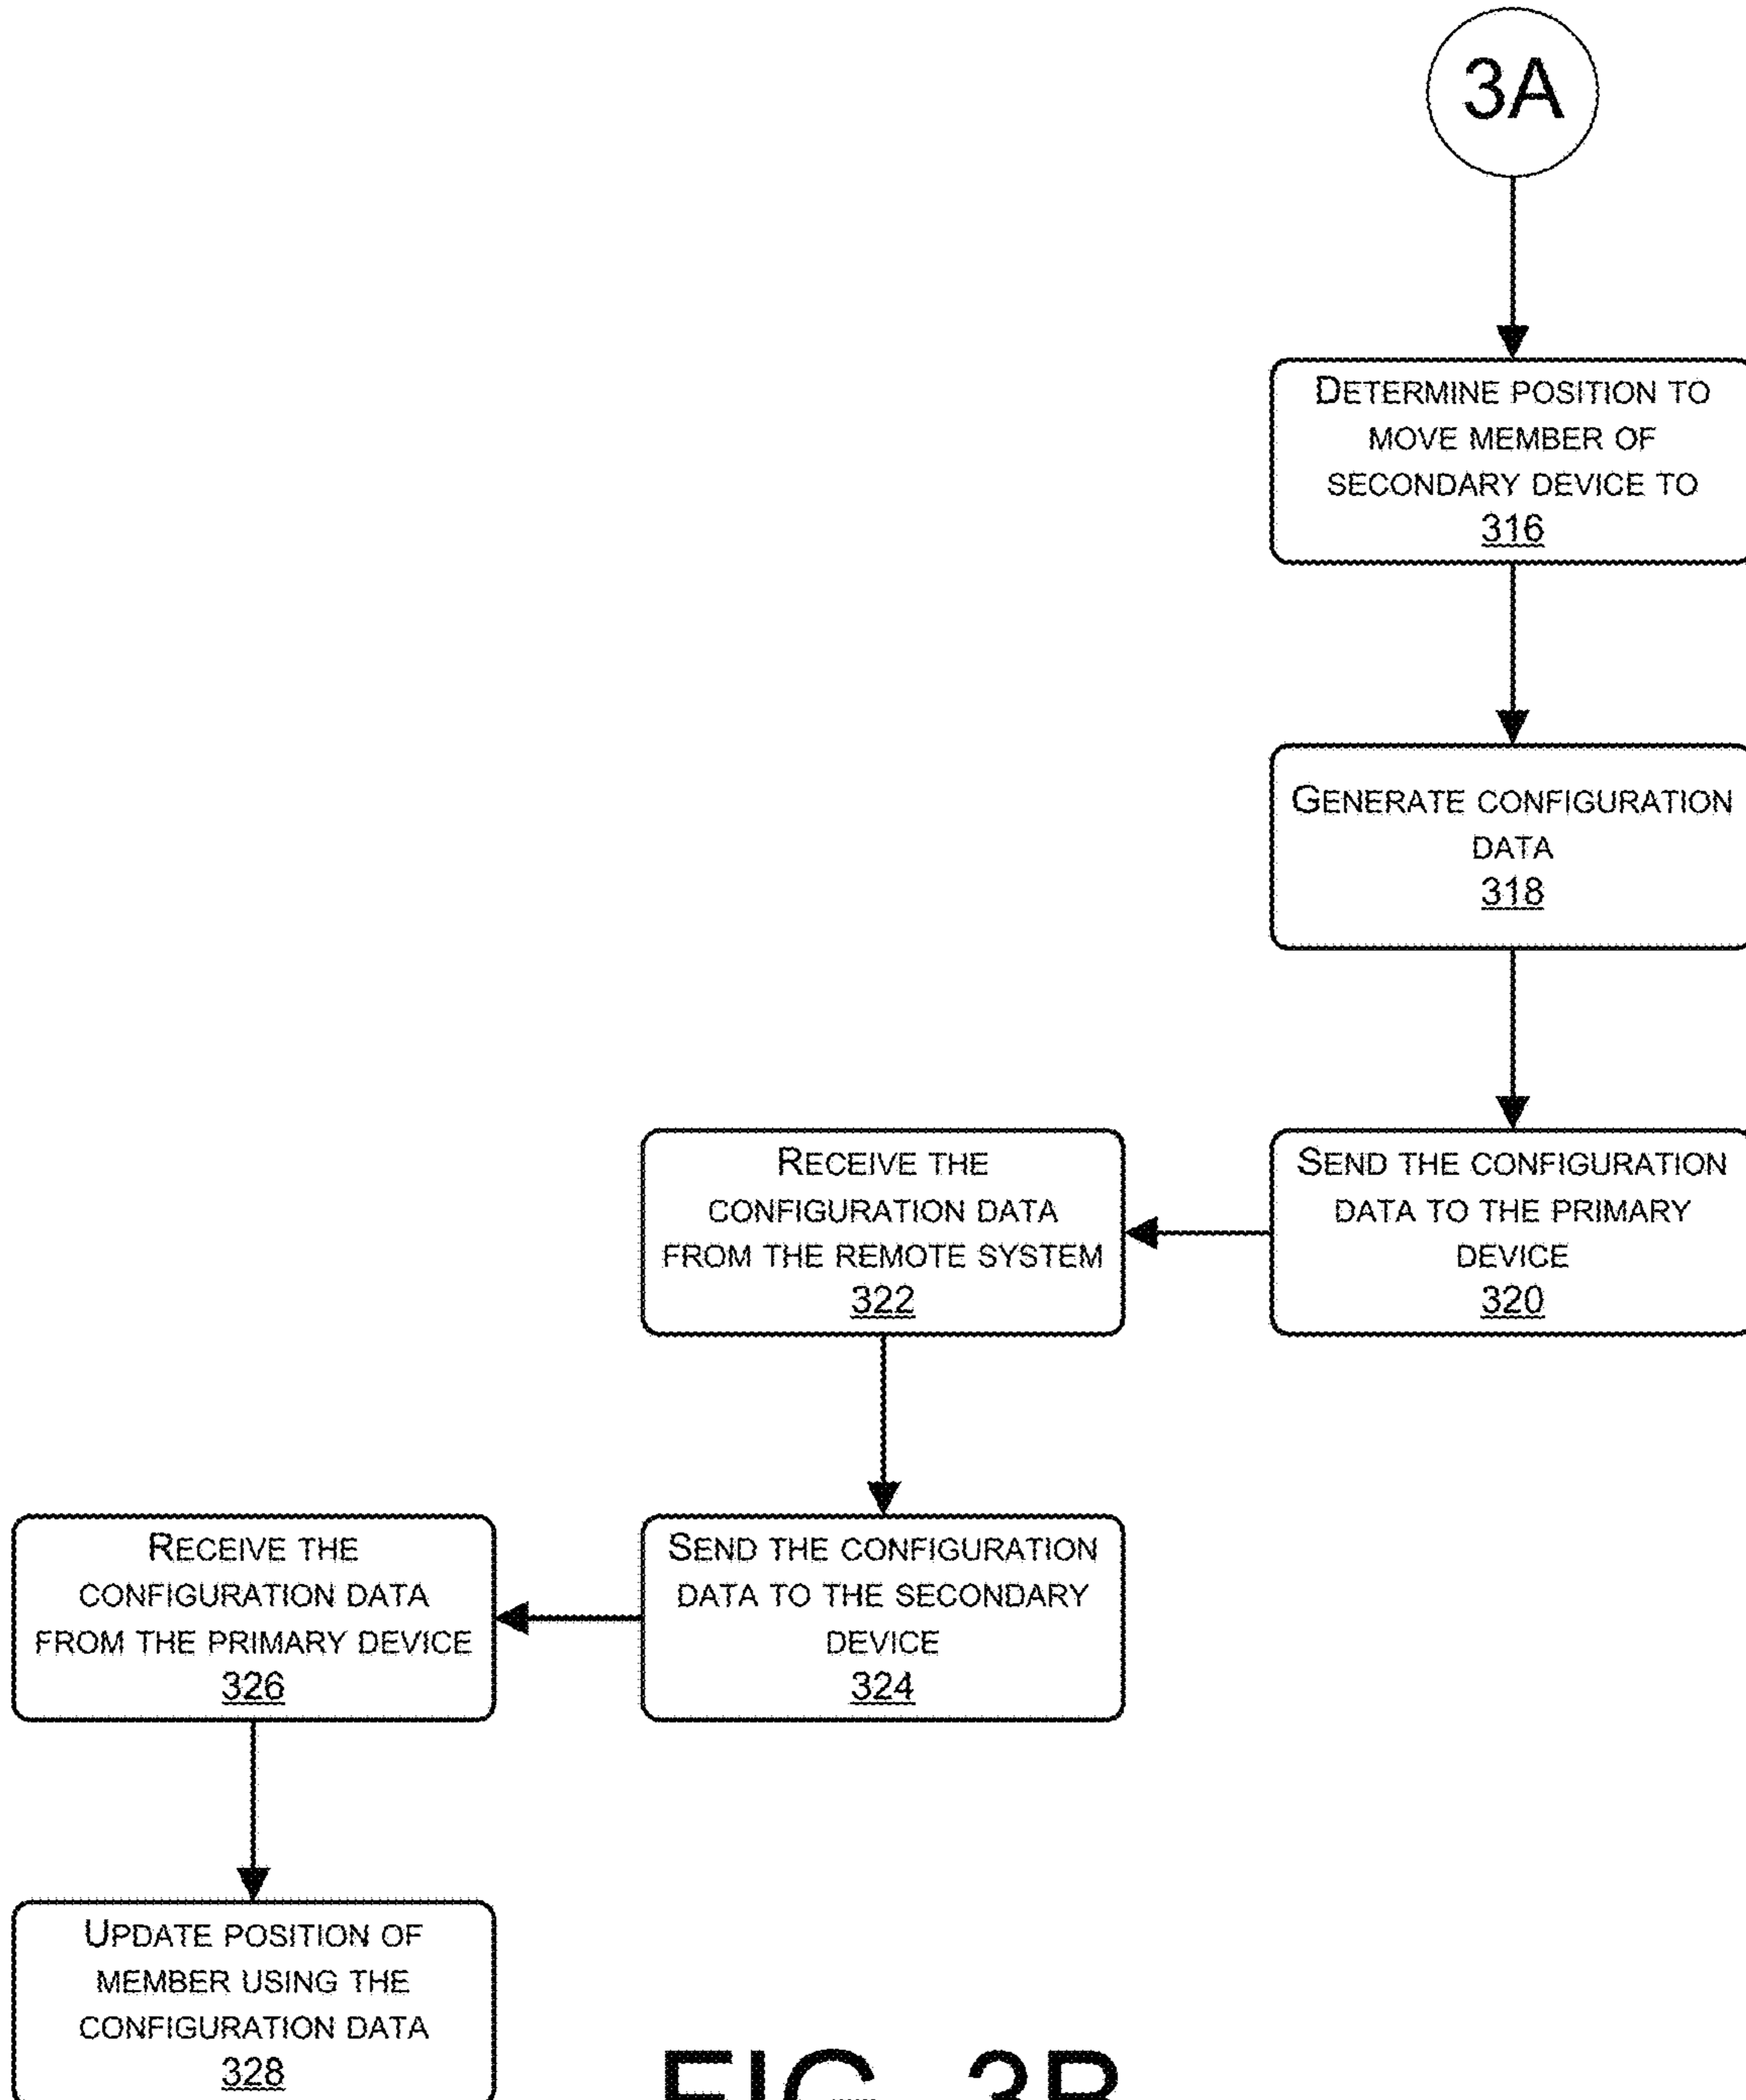 3A
DETERMINE POSITION TO
MOVE MEMBER OF
SECONDARY DEVICE TO
316
GENERATE CONFIGURATION
DATA
318
SEND THE CONFIGURATION
DATA TO THE PRIMARY
DEVICE
320
RECEIVE THE
CONFIGURATION DATA
FROM THE REMOTE SYSTEM
322
SEND THE CONFIGURATION
DATA TO THE SECONDARY
DEVICE
324
RECEIVE THE
CONFIGURATION DATA
FROM THE PRIMARY DEVICE
326
UPDATE POSITION OF
MEMBER USING THE
CONFIGURATION DATA
328
FIG. 3B